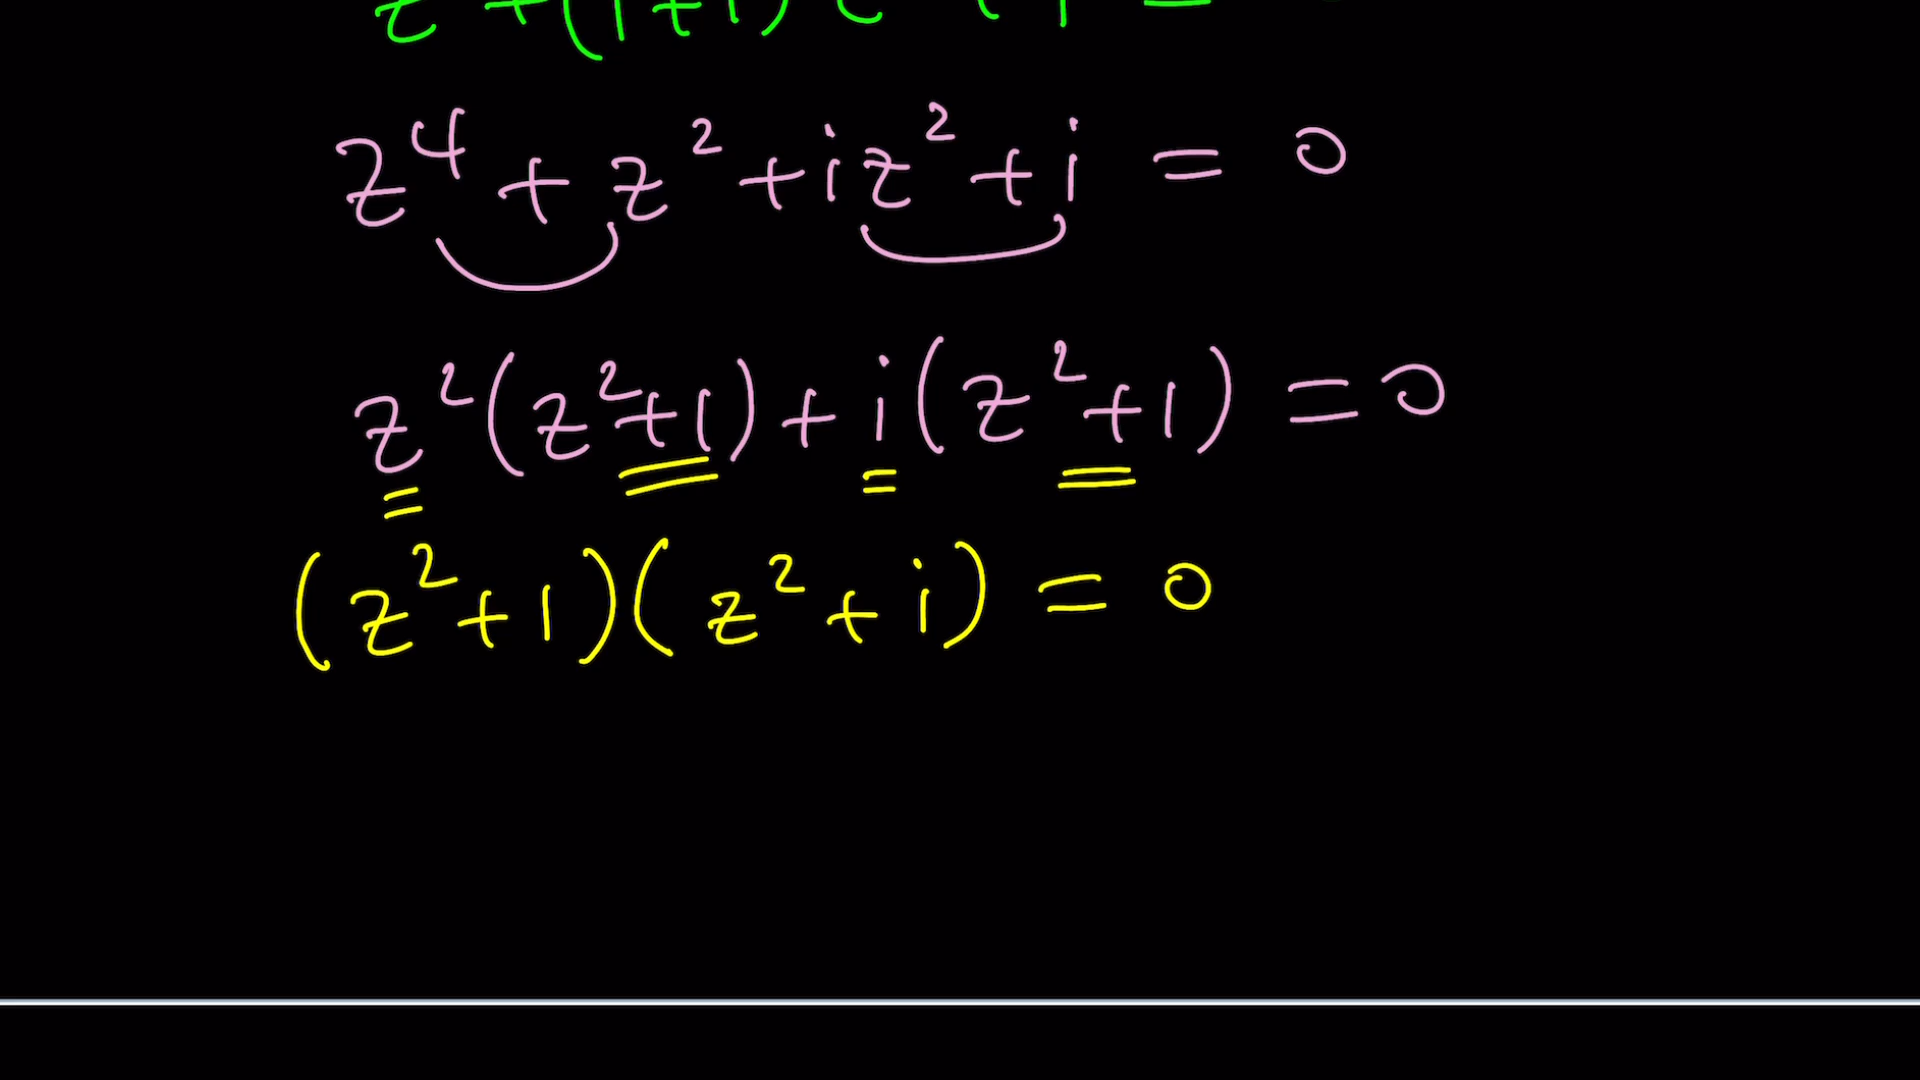 z⁴ + z² + iz² + i = 0
z²(z²+1) + i(z²+1) = 0
(z²+1)(z²+i) = 0